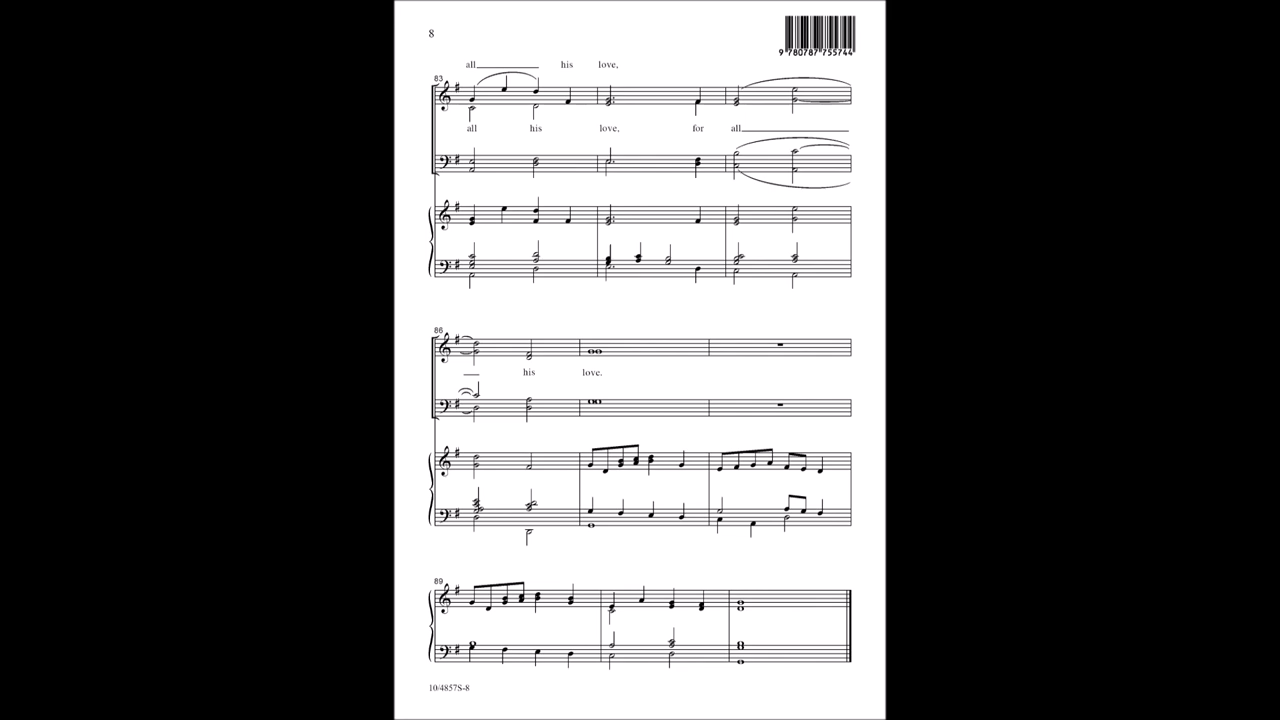 8
9 780787 755744
all his love,
83
all his love, for all
86
his love.
89
10/4857S-8